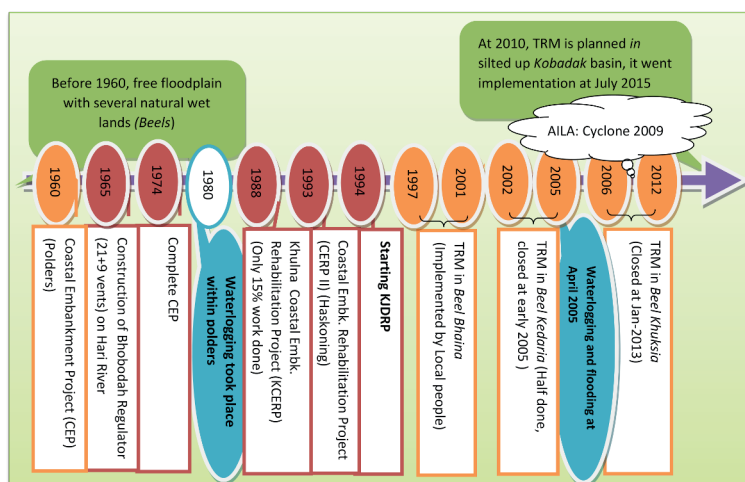 Before 1960, free floodplain
with several natural wet
lands (Beels)
At 2010, TRM is planned in
silted up Kobadak basin, it went
implementation at July 2015
AILA: Cyclone 2009
1960
1965
1974
1980
1988
1993
1994
1997
2001
2002
2005
2006
2012
Coastal Embankment Project (CEP)
(Polders)
Construction of Bhobodah Regulator
(21+9 vents) on Hari River
Complete CEP
Waterlogging took place
within polders
Khulna Coastal Embk.
Rehabilitation Project (KCERP)
(Only 15% work done)
Coastal Embk. Rehabilitation Project
(CERP II) (Haskoning)
Starting KJDRP
TRM in Beel Bhaina
(Implemented by Local people)
TRM in Beel Kedaria (Half done,
closed at early 2005 )
Waterlogging and flooding at
April 2005
TRM in Beel Khuksia
(Closed at Jan-2013)